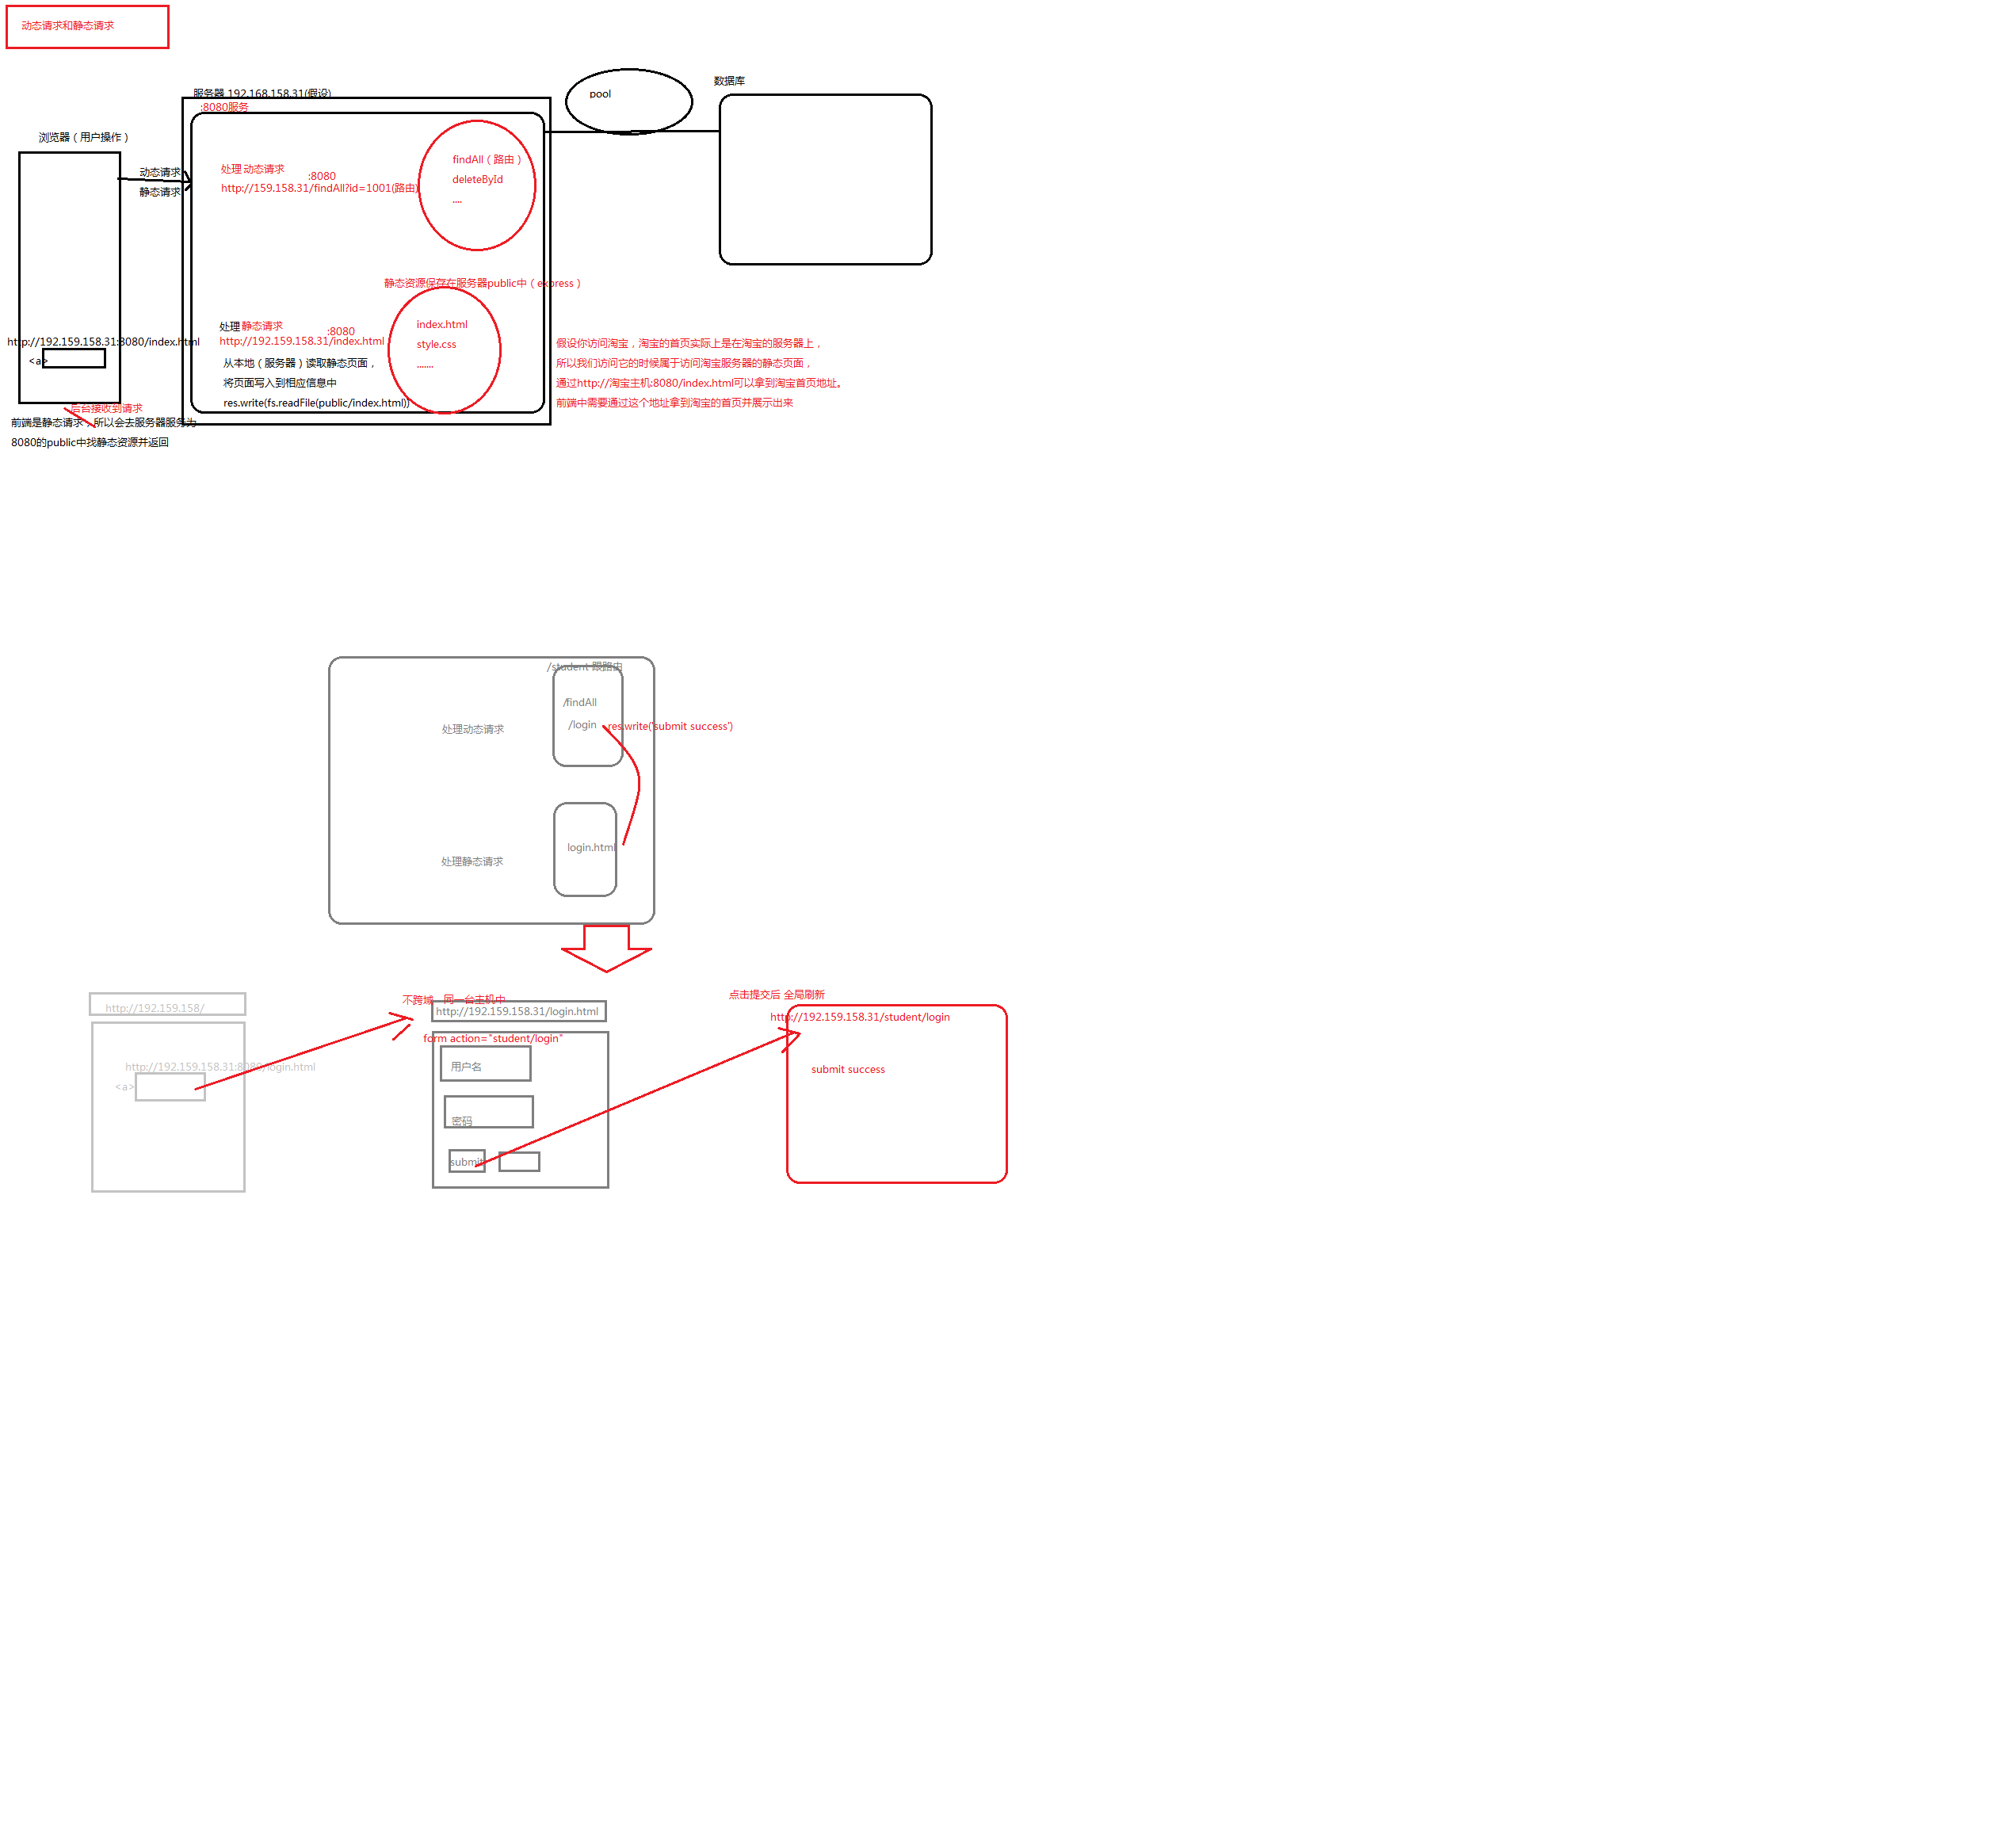 动态请求和静态请求
服务器 192.168.158.31(假设)
:8080服务
pool
数据库
浏览器（用户操作）
动态请求
静态请求
处理 动态请求
:8080
http://159.158.31/findAll?id=1001(路由)
findAll（路由）
deleteById
....
静态资源保存在服务器public中（express）
处理 静态请求
:8080
http://192.159.158.31/index.html
从本地（服务器）读取静态页面，
将页面写入到相应信息中
res.write(fs.readFile(public/index.html))
index.html
style.css
.......
http://192.159.158.31:8080/index.html
<a>
后台接收到请求
前端是静态请求，所以会去服务器服务为
8080的public中找静态资源并返回
假设你访问淘宝，淘宝的首页实际上是在淘宝的服务器上，
所以我们访问它的时候属于访问淘宝服务器的静态页面，
通过http://淘宝主机:8080/index.html可以拿到淘宝首页地址。
前端中需要通过这个地址拿到淘宝的首页并展示出来
/student 跟路由
/findAll
/login
res.write('submit success')
处理动态请求
login.html
处理静态请求
http://192.159.158/
http://192.159.158.31:8080/login.html
<a>
不跨域 同一台主机中
http://192.159.158.31/login.html
form action="student/login"
用户名
密码
submit
点击提交后 全局刷新
http://192.159.158.31/student/login
submit success